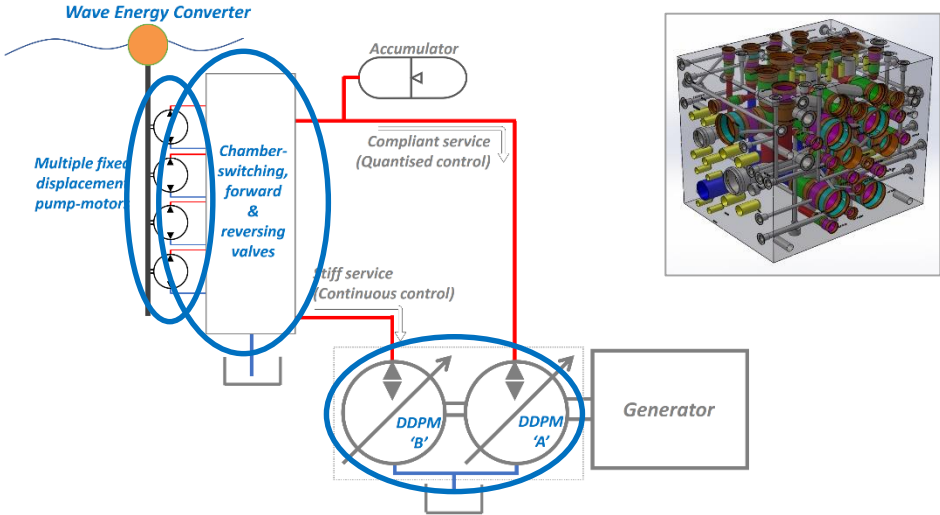 Wave Energy Converter
Accumulator
Compliant service
(Quantised control)
Multiple fixed
displacement
pump-motors
Chamber-
switching,
forward
&
reversing
valves
Stiff service
(Continuous control)
DDPM
'B'
DDPM
'A'
Generator